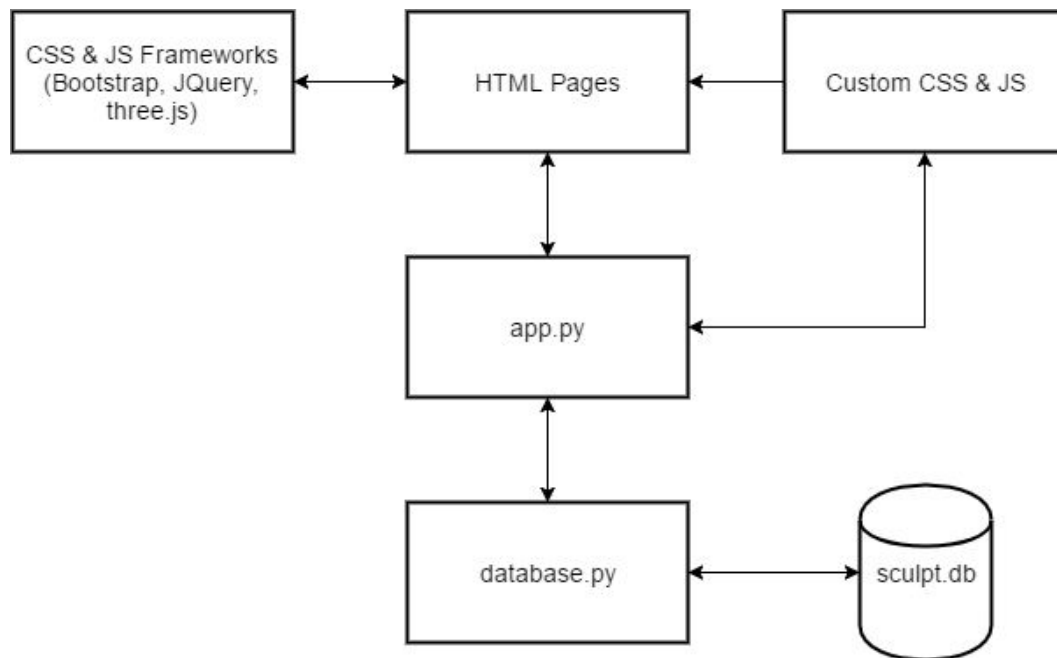 CSS & JS Frameworks
(Bootstrap, JQuery,
three.js)
HTML Pages
Custom CSS & JS
app.py
database.py
sculpt.db